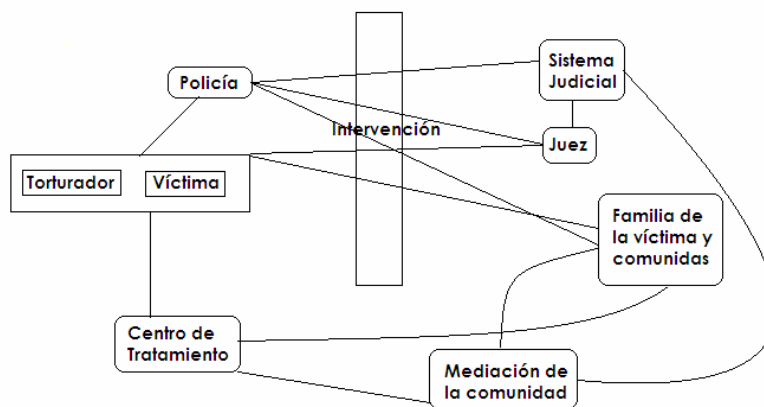 Policía
Sistema
Judicial
Intervención
Juez
Torturador
Víctima
Familia de
la víctima y
comunidas
Centro de
Tratamiento
Mediación de
la comunidad